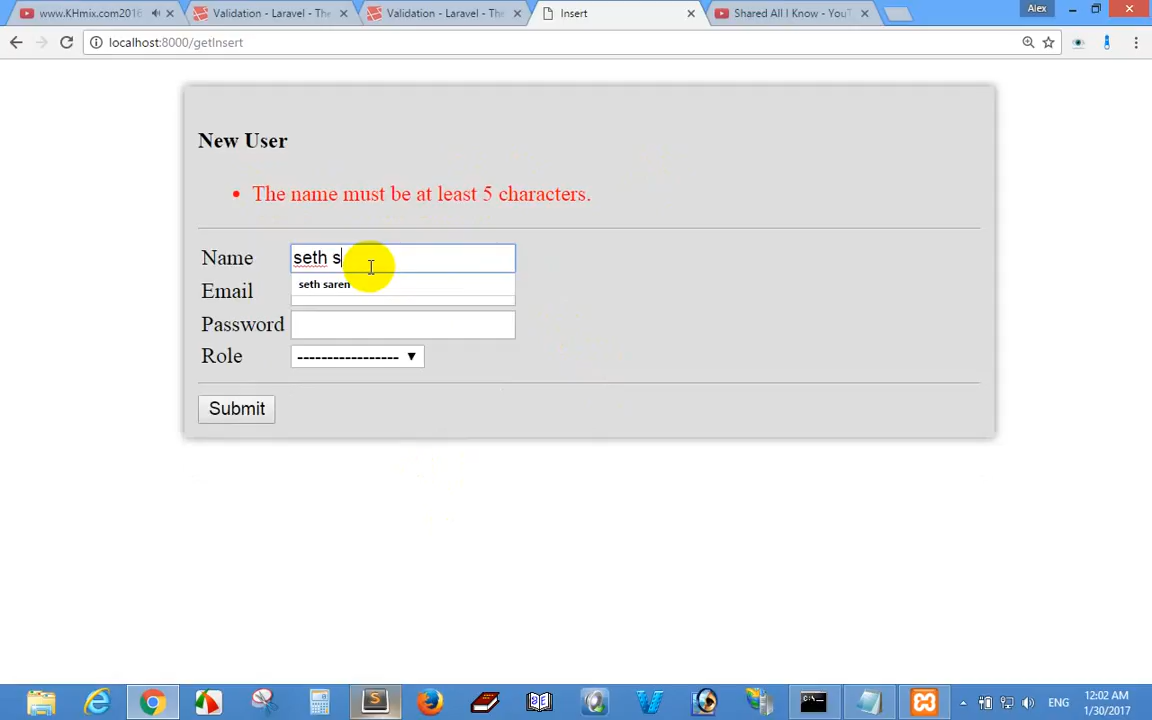 www.KHmix.com2016
Validation - Laravel - The
Validation - Laravel - The
Insert
Shared All I Know - YouT
Alex
localhost:8000/getInsert
New User
The name must be at least 5 characters.
Name
seth s
seth saren
Email
Password
Role
-----------------
Submit
ENG
12:02 AM
1/30/2017